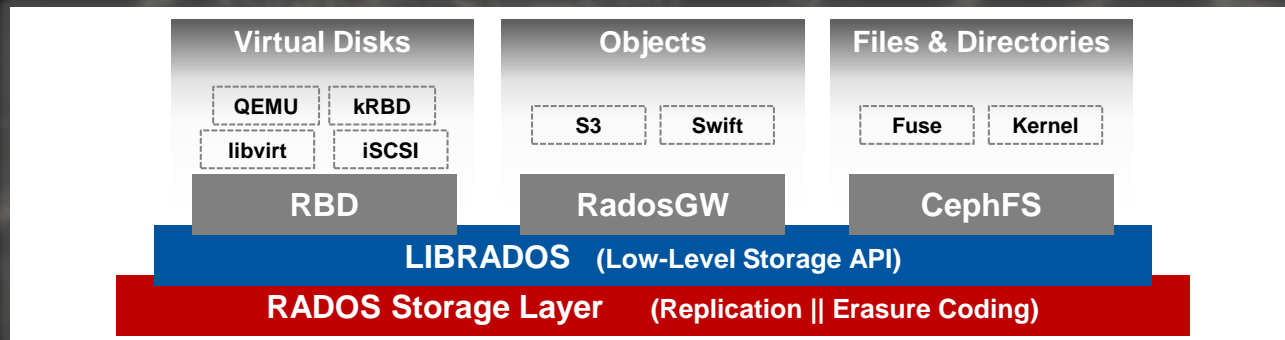 Virtual Disks
QEMU kRBD
libvirt iSCSI
RBD
Objects
S3 Swift
RadosGW
Files & Directories
Fuse Kernel
CephFS
LIBRADOS (Low-Level Storage API)
RADOS Storage Layer (Replication || Erasure Coding)